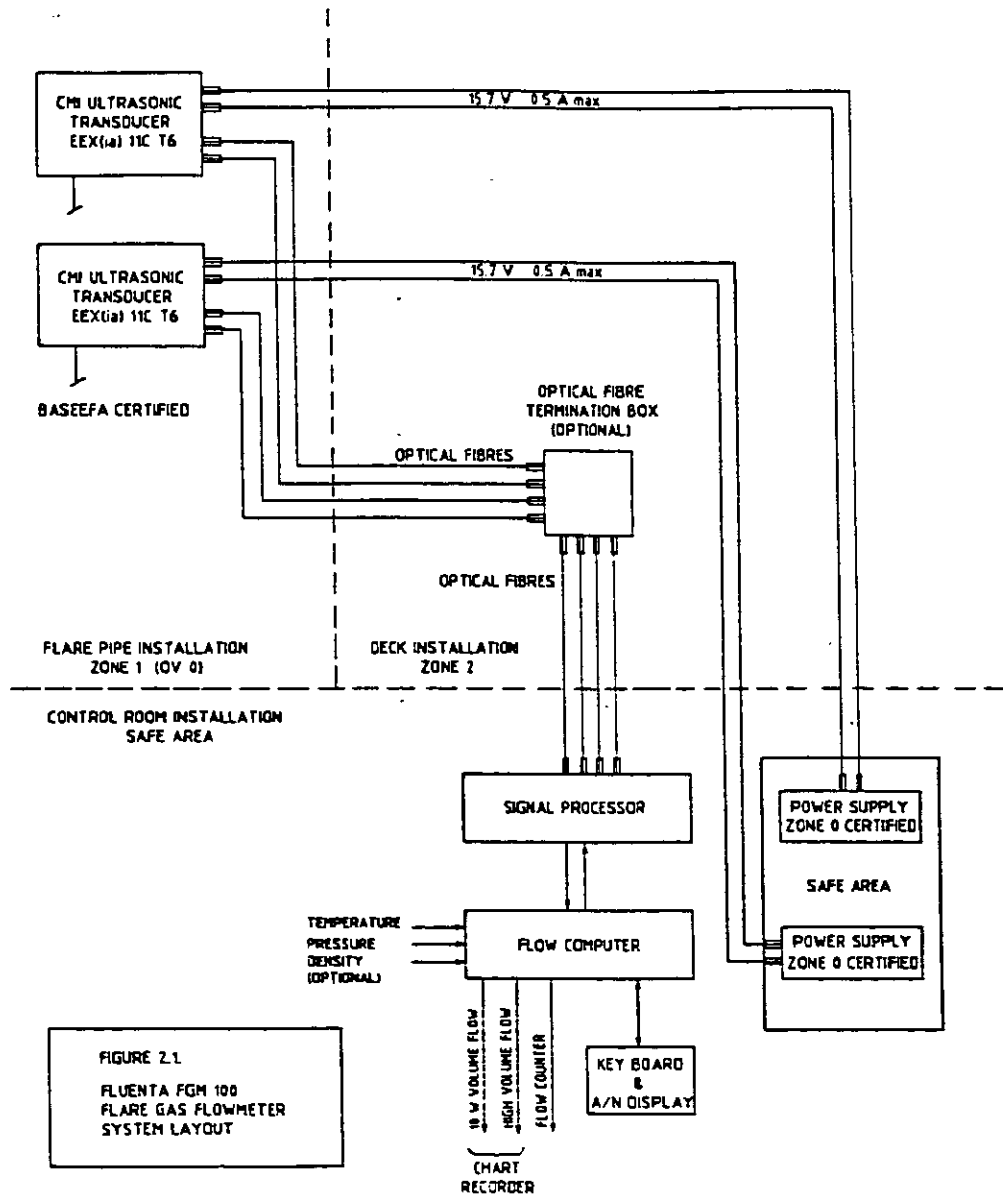 CMI ULTRASONIC
TRANSDUCER
EEX(ia) 11C T6
15.7 V 0.5 A max
CMI ULTRASONIC
TRANSDUCER
EEX(ia) 11C T6
15.7 V 0.5 A max
BASEEFA CERTIFIED
OPTICAL FIBRE
TERMINATION BOX
(OPTIONAL)
OPTICAL FIBRES
OPTICAL FIBRES
FLARE PIPE INSTALLATION
ZONE 1 (OV 0)
DECK INSTALLATION
ZONE 2
CONTROL ROOM INSTALLATION
SAFE AREA
SIGNAL PROCESSOR
POWER SUPPLY
ZONE 0 CERTIFIED
SAFE AREA
POWER SUPPLY
ZONE 0 CERTIFIED
TEMPERATURE
PRESSURE
DENSITY
(OPTIONAL)
FLOW COMPUTER
10 W VOLUME FLOW
HIGH VOLUME FLOW
FLOW COUNTER
KEY BOARD
&
A/N DISPLAY
CHART
RECORDER
FIGURE 2.1.
FLUENTA FGM 100
FLARE GAS FLOWMETER
SYSTEM LAYOUT